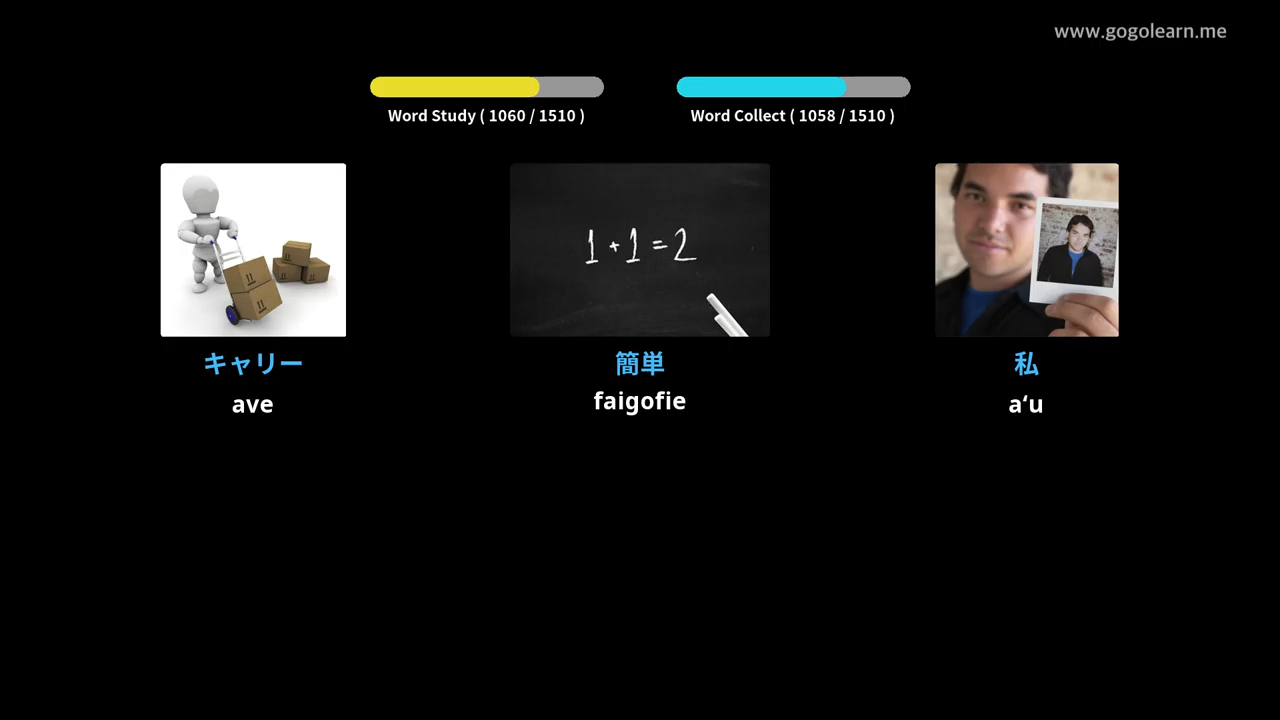 www.gogolearn.me
Word Study ( 1060 / 1510 )
Word Collect ( 1058 / 1510 )
1 + 1 = 2
キャリー
簡単
私
ave
faigofie
aʻu